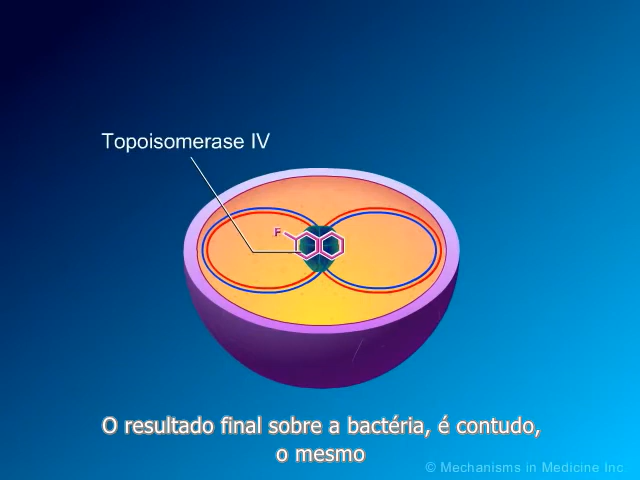 Topoisomerase IV
F
O resultado final sobre a bactéria, é contudo,
o mesmo
© Mechanisms in Medicine Inc.